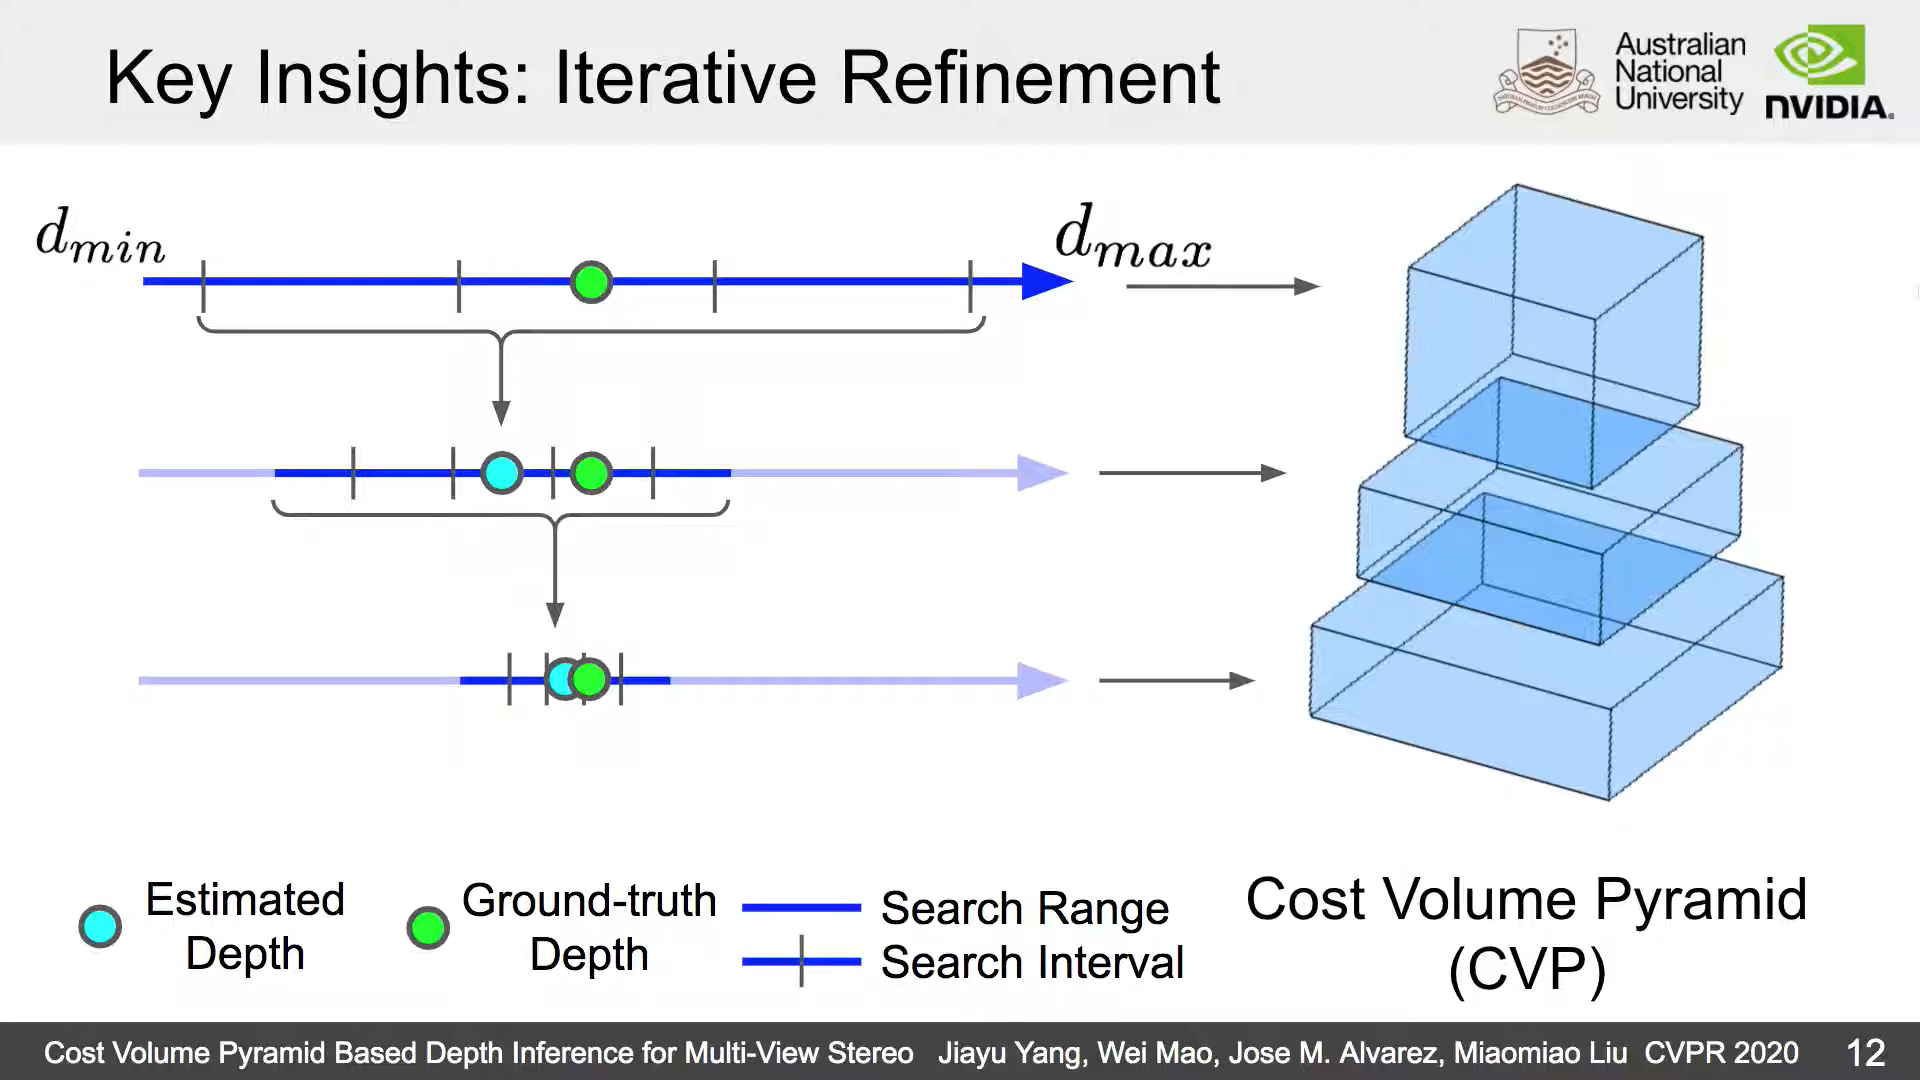 Key Insights: Iterative Refinement
Australian
National
University
NVIDIA.
d_min
d_max
Estimated
Depth
Ground-truth
Depth
Search Range
Search Interval
Cost Volume Pyramid
(CVP)
Cost Volume Pyramid Based Depth Inference for Multi-View Stereo Jiayu Yang, Wei Mao, Jose M. Alvarez, Miaomiao Liu CVPR 2020 12